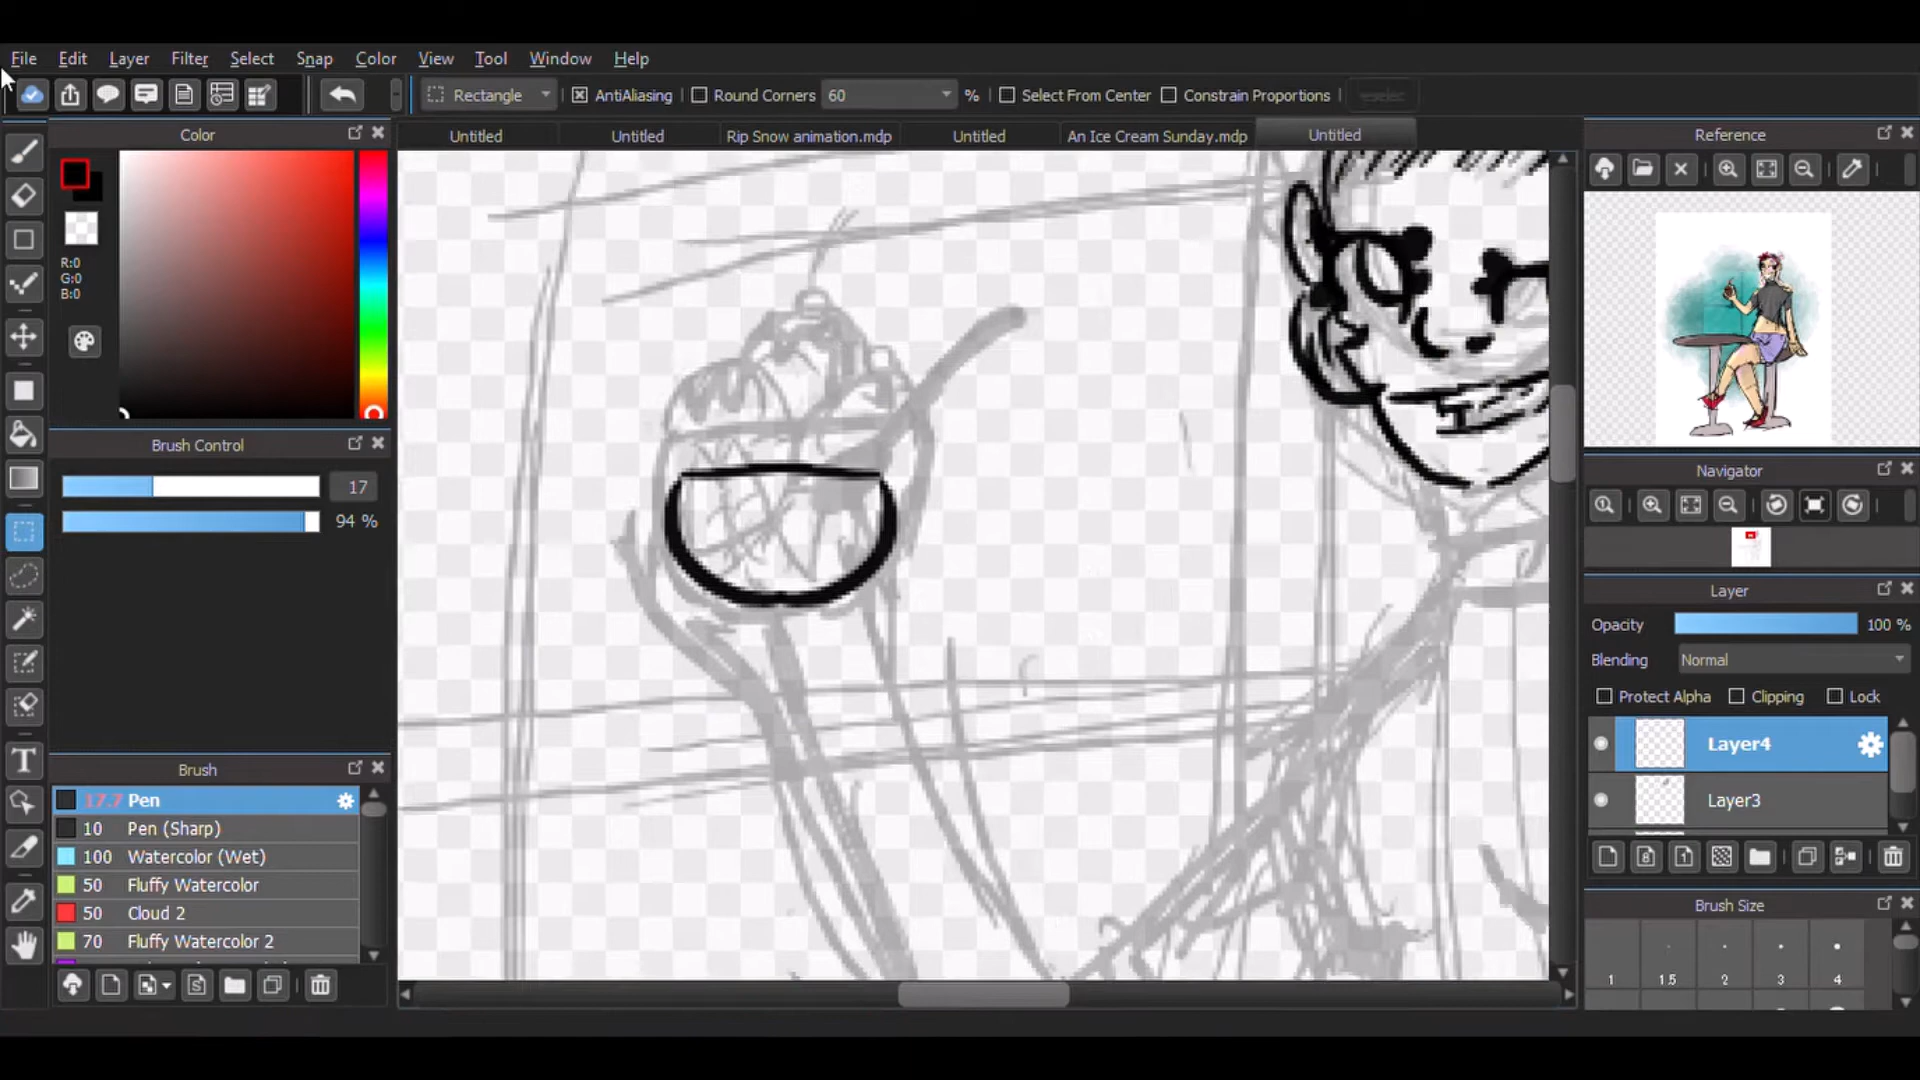 File Edit Layer Filter Select Snap Color View Tool Window Help
Rectangle AntiAliasing Round Corners 60 % Select From Center Constrain Proportions
Color
Untitled Untitled Rip Snow animation.mdp Untitled An Ice Cream Sunday.mdp Untitled
Reference
R:0
G:0
B:0
Brush Control
17
94 %
Navigator
Layer
Opacity 100 %
Blending Normal
Protect Alpha Clipping Lock
Layer4
Layer3
Brush
17.7 Pen
10 Pen (Sharp)
100 Watercolor (Wet)
50 Fluffy Watercolor
50 Cloud 2
70 Fluffy Watercolor 2
Brush Size
1 1.5 2 3 4